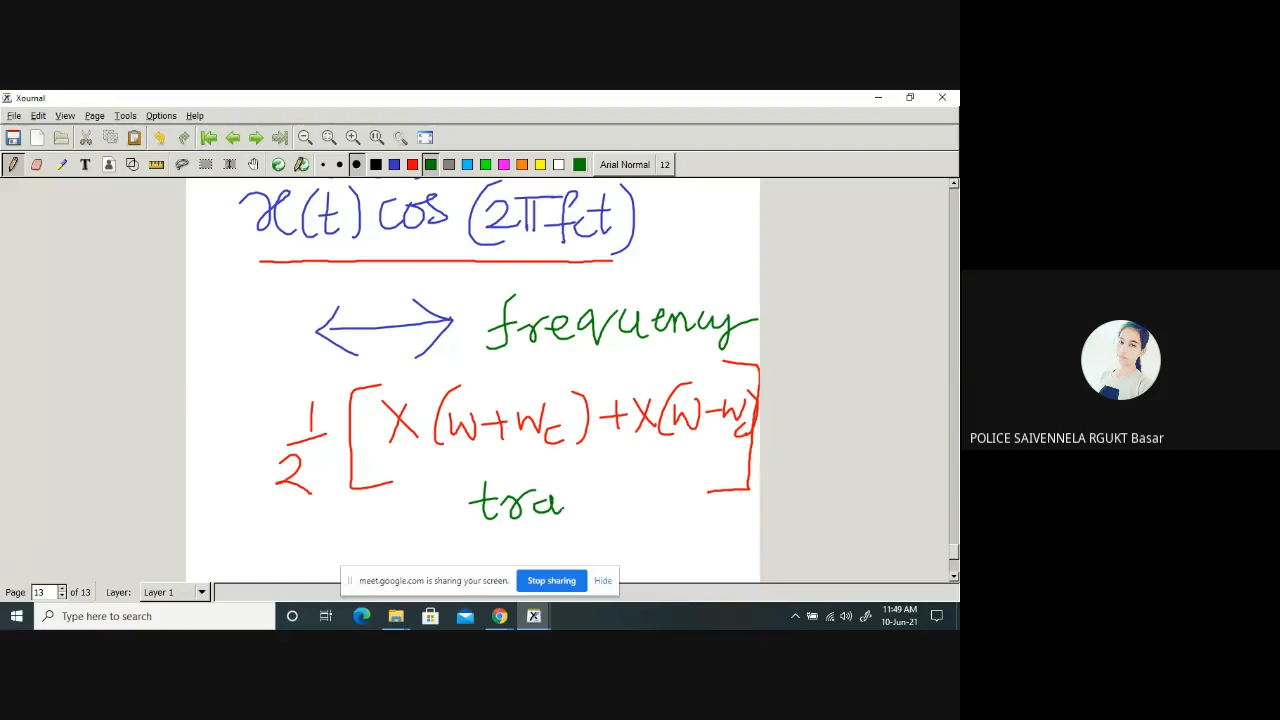 Xournal
File Edit View Page Tools Options Help
Arial Normal 12
x(t) cos (2πfct)
frequency
1/2 [X(w+wc)+X(w-wc)]
tra
POLICE SAIVENNELA RGUKT Basar
meet.google.com is sharing your screen. Stop sharing Hide
Page 13 of 13 Layer: Layer 1
Type here to search
11:49 AM
10-Jun-21